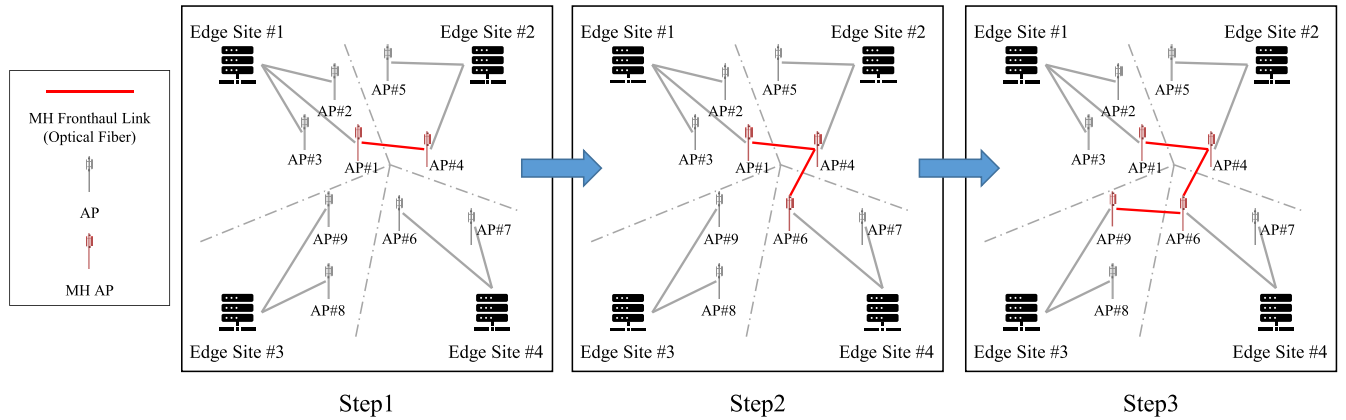 MH Fronthaul Link
(Optical Fiber)
AP
MH AP
Edge Site #1
Edge Site #2
AP#5
AP#2
AP#3
AP#1
AP#4
AP#9
AP#6
AP#7
AP#8
Edge Site #3
Edge Site #4
Step1
Edge Site #1
Edge Site #2
AP#5
AP#2
AP#3
AP#1
AP#4
AP#9
AP#6
AP#7
AP#8
Edge Site #3
Edge Site #4
Step2
Edge Site #1
Edge Site #2
AP#5
AP#2
AP#3
AP#1
AP#4
AP#9
AP#6
AP#7
AP#8
Edge Site #3
Edge Site #4
Step3